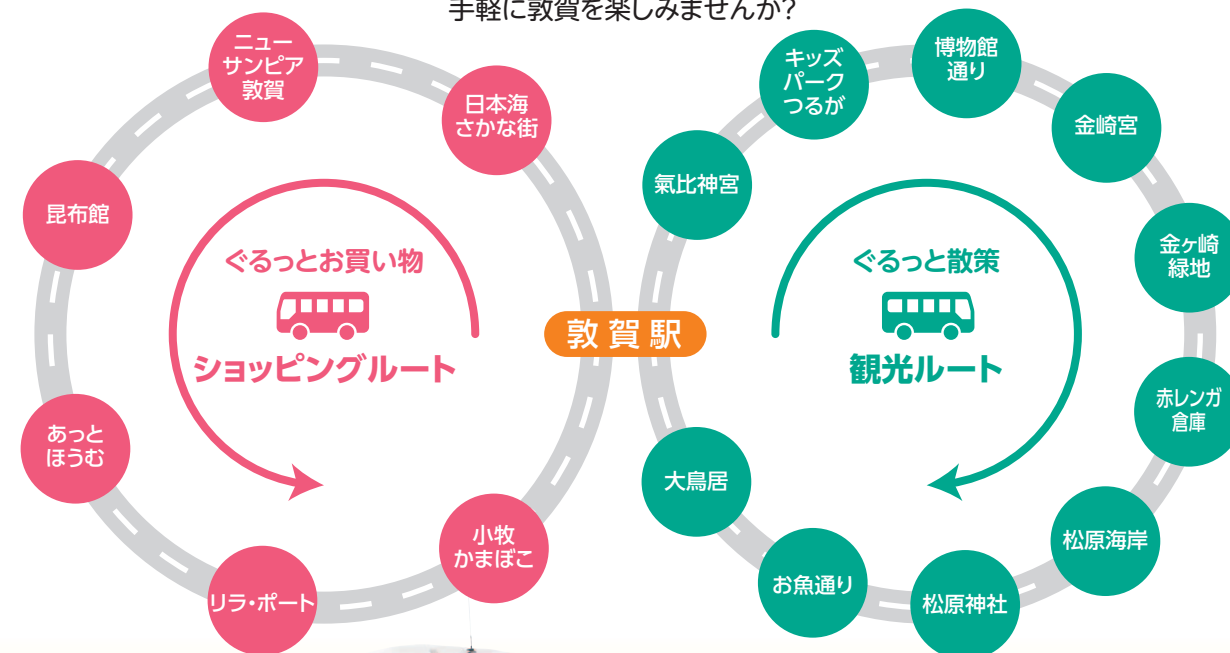 手軽に敦賀を楽しみませんか?
ニュー
サンピア
敦賀
日本海
さかな街
昆布館
あっと
ほうむ
リラ・ポート
小牧
かまぼこ
ぐるっとお買い物
ショッピングルート
敦賀駅
キッズ
パーク
つるが
博物館
通り
金崎宮
氣比神宮
金ヶ崎
緑地
赤レンガ
倉庫
松原海岸
松原神社
お魚通り
大鳥居
ぐるっと散策
観光ルート